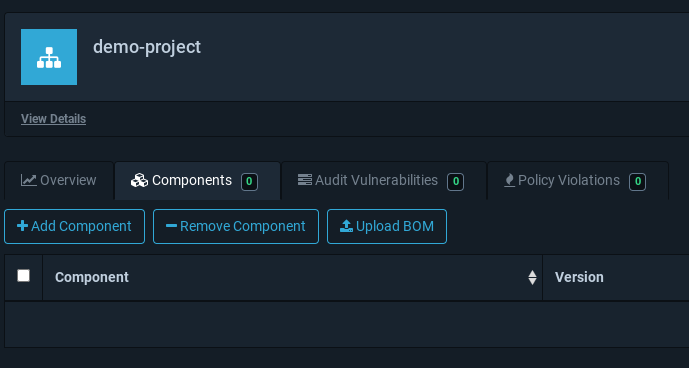 demo-project
View Details
Overview Components 0 Audit Vulnerabilities 0 Policy Violations 0
Add Component Remove Component Upload BOM
Component Version